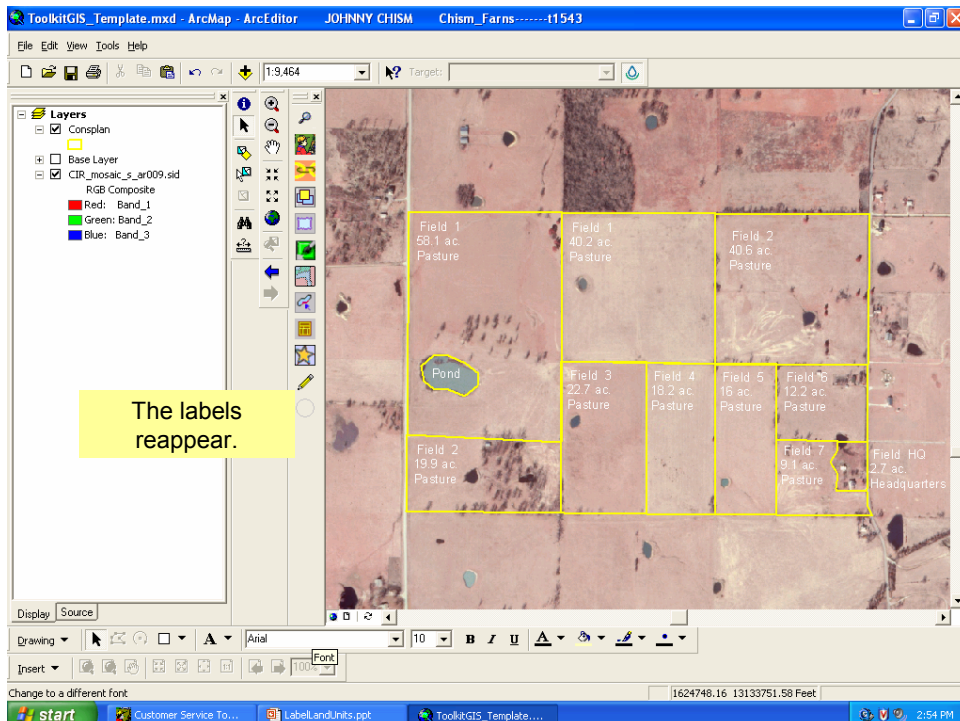 ToolkitGIS_Template.mxd - ArcMap - ArcEditor JOHNNY CHISM Chism_Farns-------t1543
File Edit View Tools Help
1:9,464 Target:
Layers
Consplan
Base Layer
CIR_mosaic_s_ar009.sid
RGB Composite
Red: Band_1
Green: Band_2
Blue: Band_3
Field 1
58.1 ac.
Pasture
Field 1
40.2 ac.
Pasture
Field 2
40.6 ac.
Pasture
Pond
Field 3
22.7 ac.
Pasture
Field 4
18.2 ac.
Pasture
Field 5
16 ac.
Pasture
Field 6
12.2 ac.
Pasture
The labels
reappear.
Field 2
19.9 ac.
Pasture
Field 7
9.1 ac.
Pasture
Field HQ
2.7 ac.
Headquarters
Display Source
Drawing A Arial 10 B I U A
Font
Insert 100%
Change to a different font 1624748.16 13133751.58 Feet
start Customer Service To... LabelLandUnits.ppt ToolkitGIS_Template.... 2:54 PM